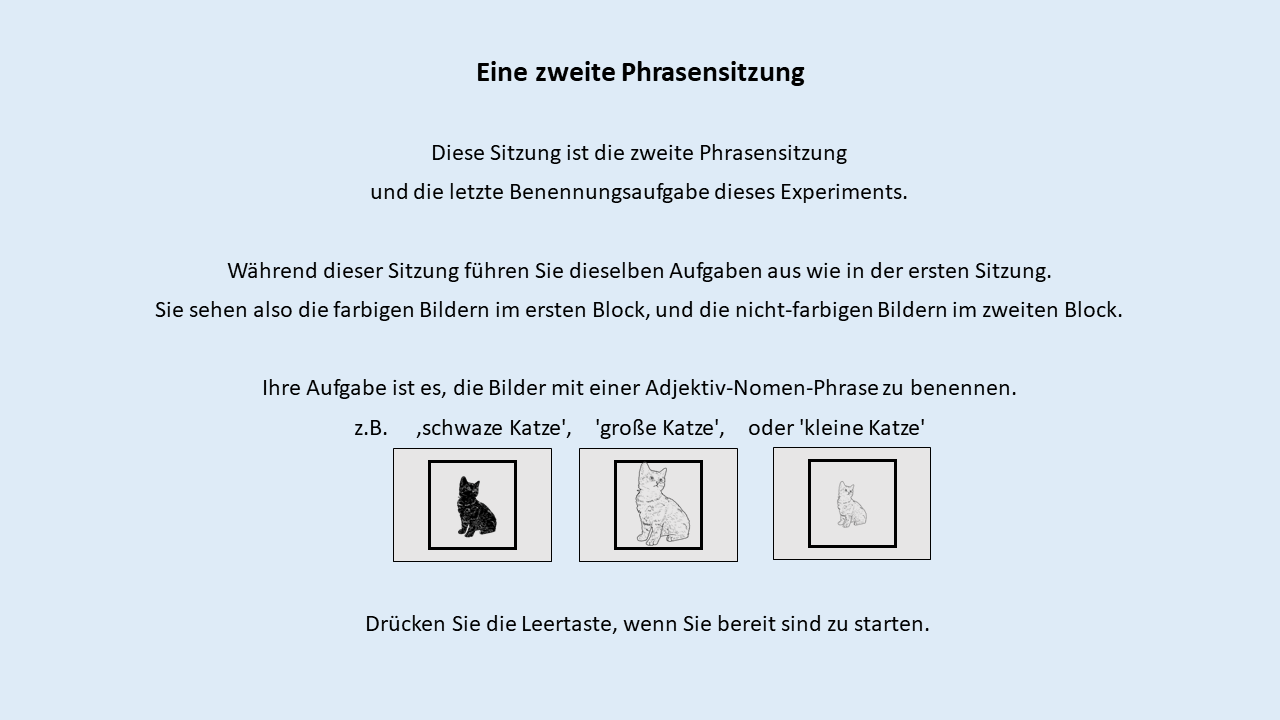 Eine zweite Phrasensitzung
Diese Sitzung ist die zweite Phrasensitzung
und die letzte Benennungsaufgabe dieses Experiments.
Während dieser Sitzung führen Sie dieselben Aufgaben aus wie in der ersten Sitzung.
Sie sehen also die farbigen Bildern im ersten Block, und die nicht-farbigen Bildern im zweiten Block.
Ihre Aufgabe ist es, die Bilder mit einer Adjektiv-Nomen-Phrase zu benennen.
z.B. ‚schwaze Katze', 'große Katze', oder 'kleine Katze'
Drücken Sie die Leertaste, wenn Sie bereit sind zu starten.